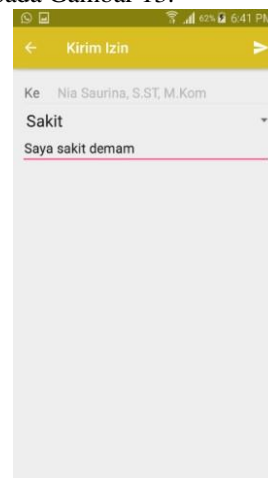 pada Gambar 13.
62% 6:41 PM
Kirim Izin
Ke Nia Saurina, S.ST, M.Kom
Sakit
Saya sakit demam